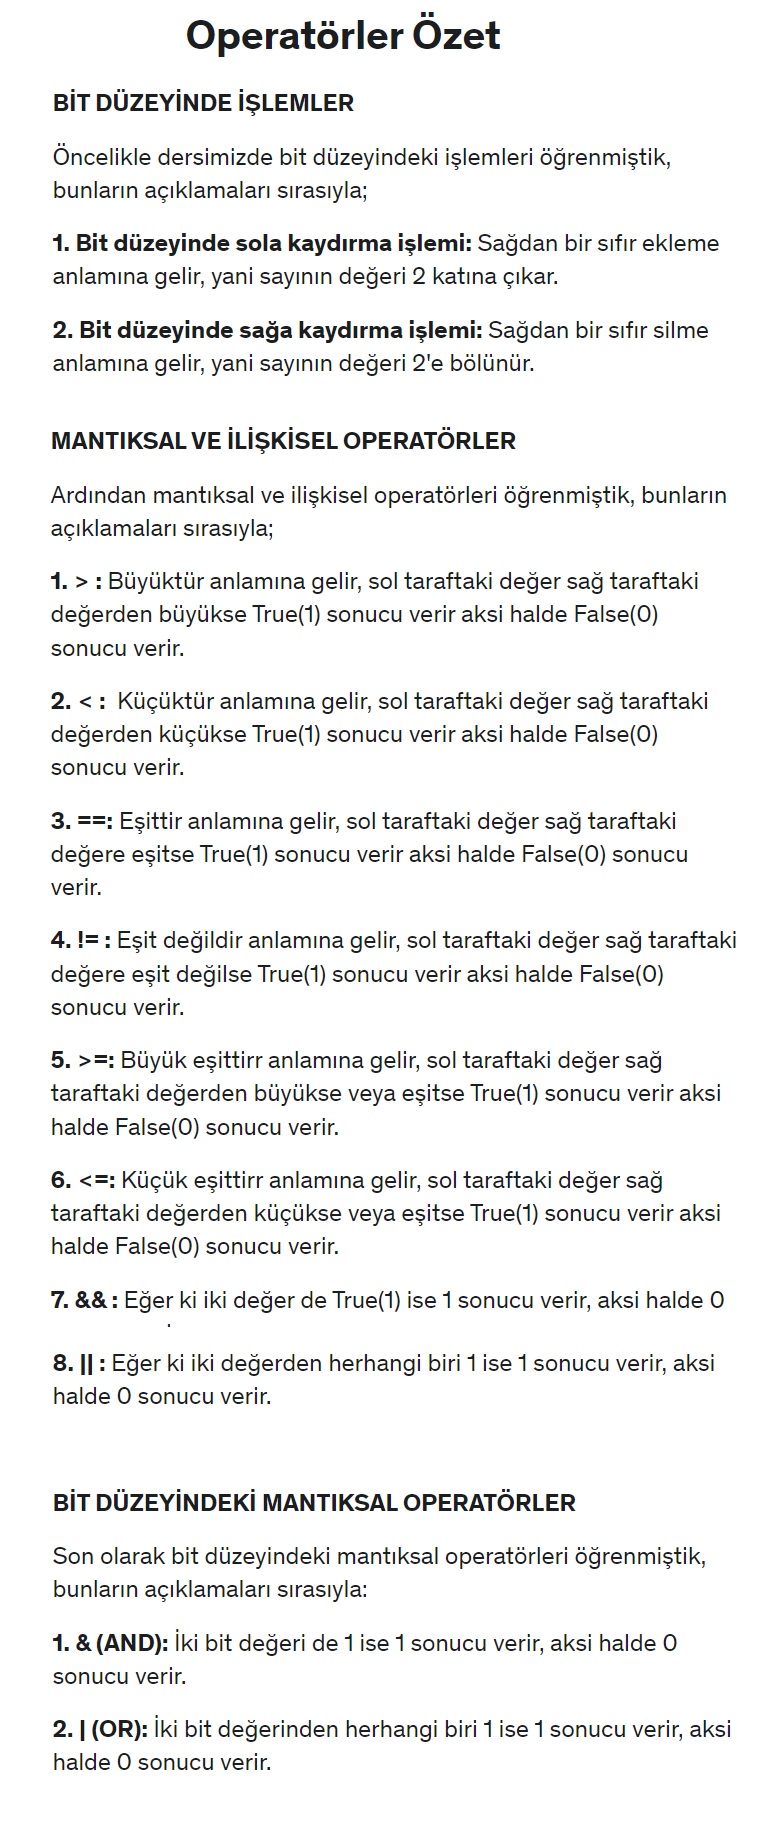 Operatörler Özet
BİT DÜZEYİNDE İŞLEMLER
Öncelikle dersimizde bit düzeyindeki işlemleri öğrenmiştik,
bunların açıklamaları sırasıyla;
1. Bit düzeyinde sola kaydırma işlemi: Sağdan bir sıfır ekleme
anlamına gelir, yani sayının değeri 2 katına çıkar.
2. Bit düzeyinde sağa kaydırma işlemi: Sağdan bir sıfır silme
anlamına gelir, yani sayının değeri 2'e bölünür.
MANTIKSAL VE İLİŞKİSEL OPERATÖRLER
Ardından mantıksal ve ilişkisel operatörleri öğrenmiştik, bunların
açıklamaları sırasıyla;
1. > : Büyüktür anlamına gelir, sol taraftaki değer sağ taraftaki
değerden büyükse True(1) sonucu verir aksi halde False(0)
sonucu verir.
2. < :  Küçüktür anlamına gelir, sol taraftaki değer sağ taraftaki
değerden küçükse True(1) sonucu verir aksi halde False(0)
sonucu verir.
3. ==: Eşittir anlamına gelir, sol taraftaki değer sağ taraftaki
değere eşitse True(1) sonucu verir aksi halde False(0) sonucu
verir.
4. != : Eşit değildir anlamına gelir, sol taraftaki değer sağ taraftaki
değere eşit değilse True(1) sonucu verir aksi halde False(0)
sonucu verir.
5. >=: Büyük eşittirr anlamına gelir, sol taraftaki değer sağ
taraftaki değerden büyükse veya eşitse True(1) sonucu verir aksi
halde False(0) sonucu verir.
6. <=: Küçük eşittirr anlamına gelir, sol taraftaki değer sağ
taraftaki değerden küçükse veya eşitse True(1) sonucu verir aksi
halde False(0) sonucu verir.
7. && : Eğer ki iki değer de True(1) ise 1 sonucu verir, aksi halde 0
8. || : Eğer ki iki değerden herhangi biri 1 ise 1 sonucu verir, aksi
halde 0 sonucu verir.
BİT DÜZEYİNDEKİ MANTIKSAL OPERATÖRLER
Son olarak bit düzeyindeki mantıksal operatörleri öğrenmiştik,
bunların açıklamaları sırasıyla:
1. & (AND): İki bit değeri de 1 ise 1 sonucu verir, aksi halde 0
sonucu verir.
2. | (OR): İki bit değerinden herhangi biri 1 ise 1 sonucu verir, aksi
halde 0 sonucu verir.